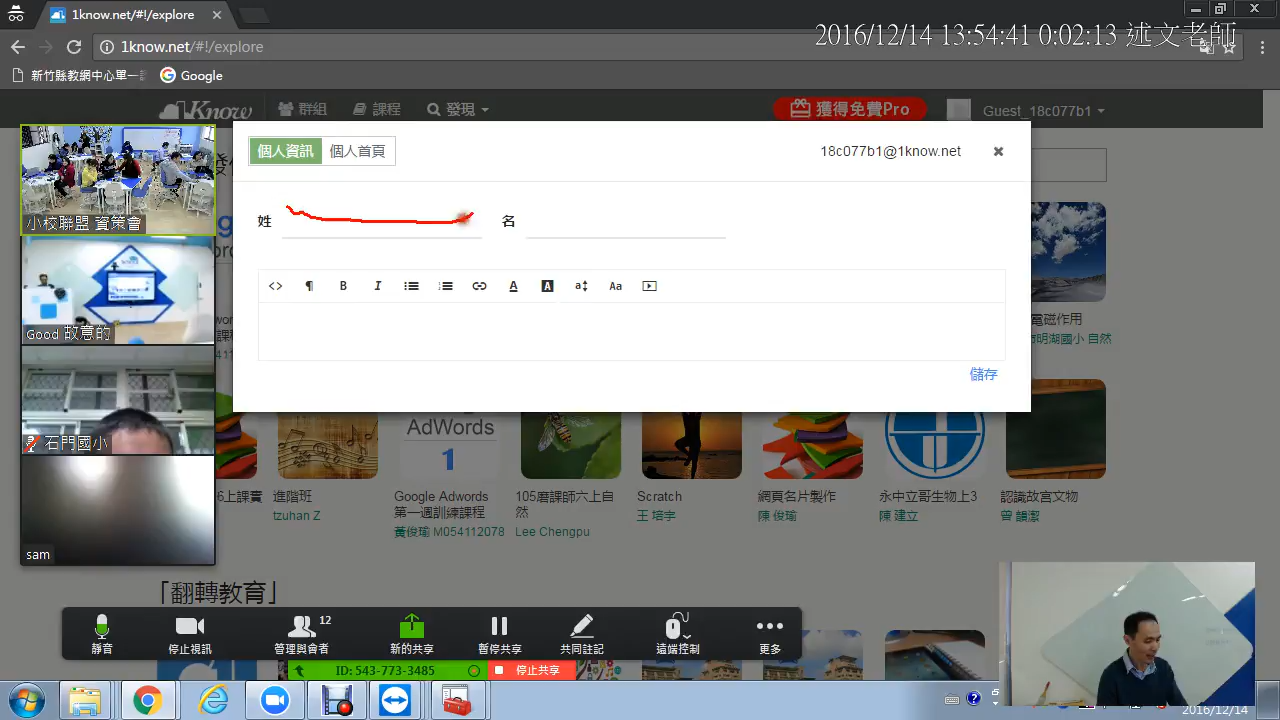 1know.net/#!/explore
1know.net/#!/explore
2016/12/14 13:54:41 0:02:13 述文老師
新竹縣教網中心單一
Google
1Know
群組
課程
發現
獲得免費Pro
Guest_18c077b1
個人資訊
個人首頁
18c077b1@1know.net
姓
名
B
I
A
A
Aa
儲存
小校聯盟 資策會
Good 故意的
石門國小
sam
電磁作用
明湖國小 自然
AdWords
1
6上課實
進階班
tzuhan Z
Google Adwords
第一週訓練課程
黃俊瑜 M054112078
105磨課師六上自
然
Lee Chengpu
Scratch
王 培宇
網頁名片製作
陳 俊瑜
永中立哥生物上3
陳 建立
認識故宮文物
曾 韻潔
「翻轉教育」
靜音
停止視訊
12
管理與會者
新的共享
暫停共享
共同註記
遠端控制
更多
ID: 543-773-3485
停止共享
2016/12/14